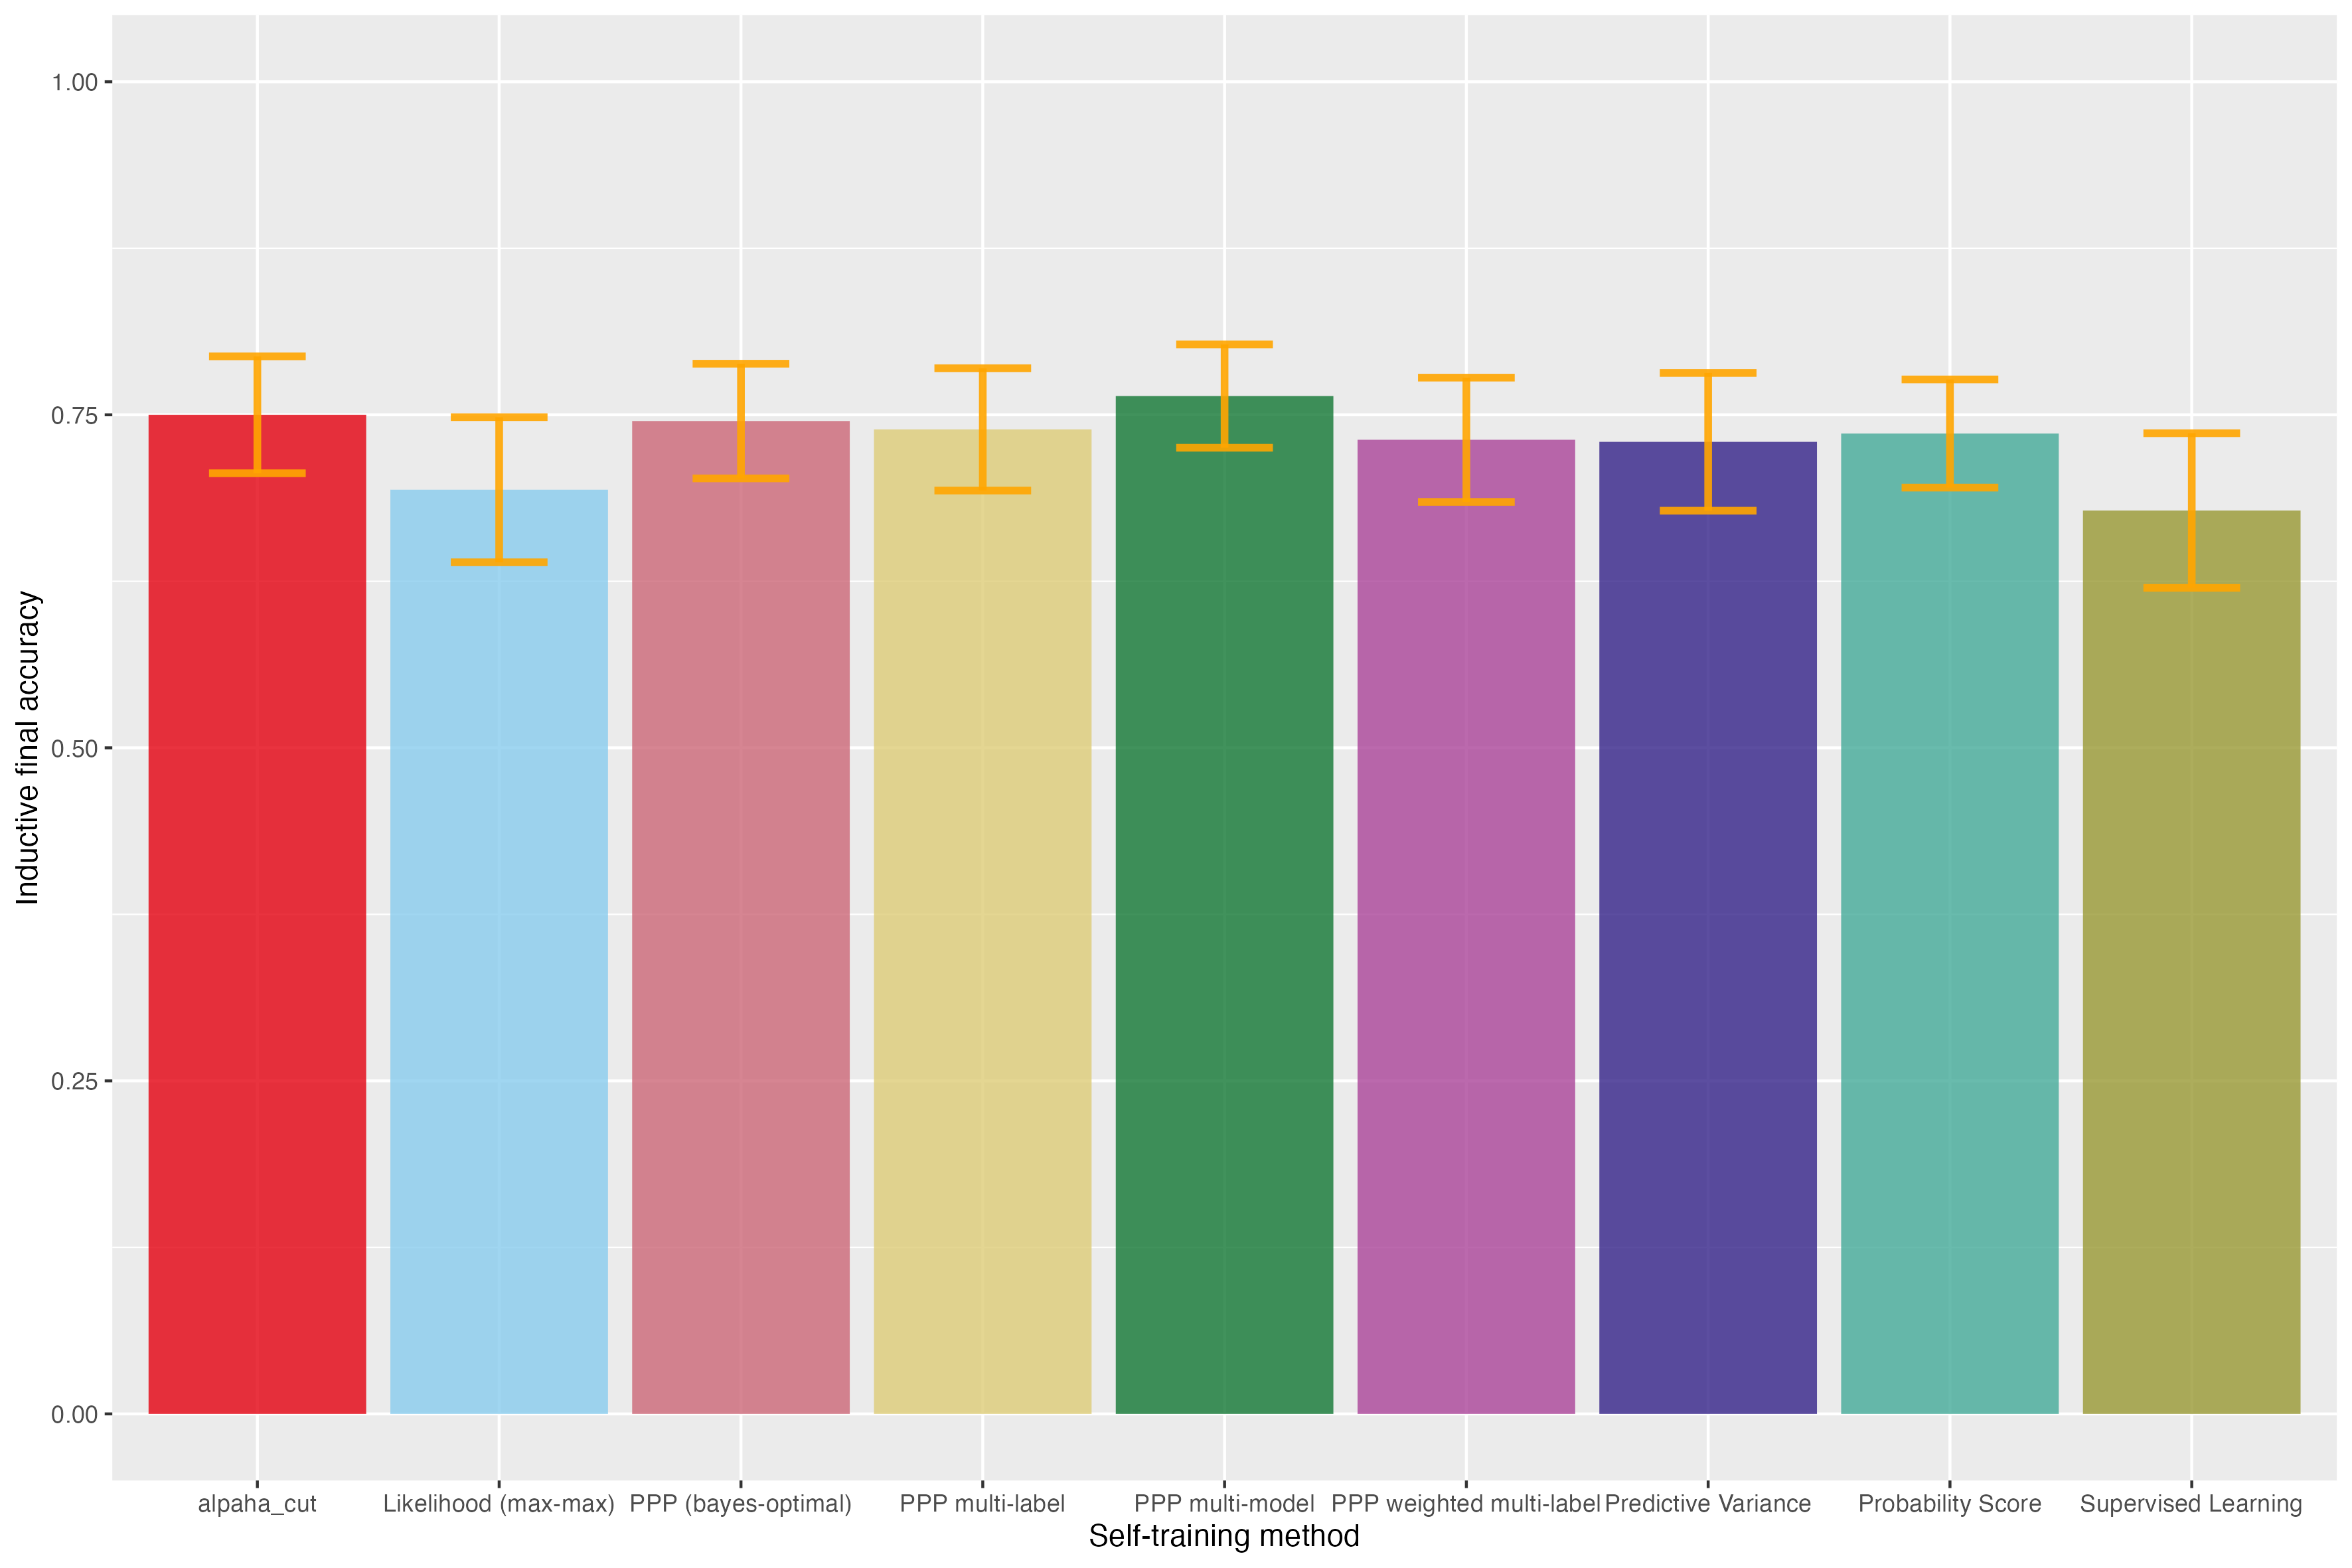 Inductive final accuracy
1.00
0.75
0.50
0.25
0.00
alpaha_cut
Likelihood (max-max)
PPP (bayes-optimal)
PPP multi-label
PPP multi-model
PPP weighted multi-label
Predictive Variance
Probability Score
Supervised Learning
Self-training method